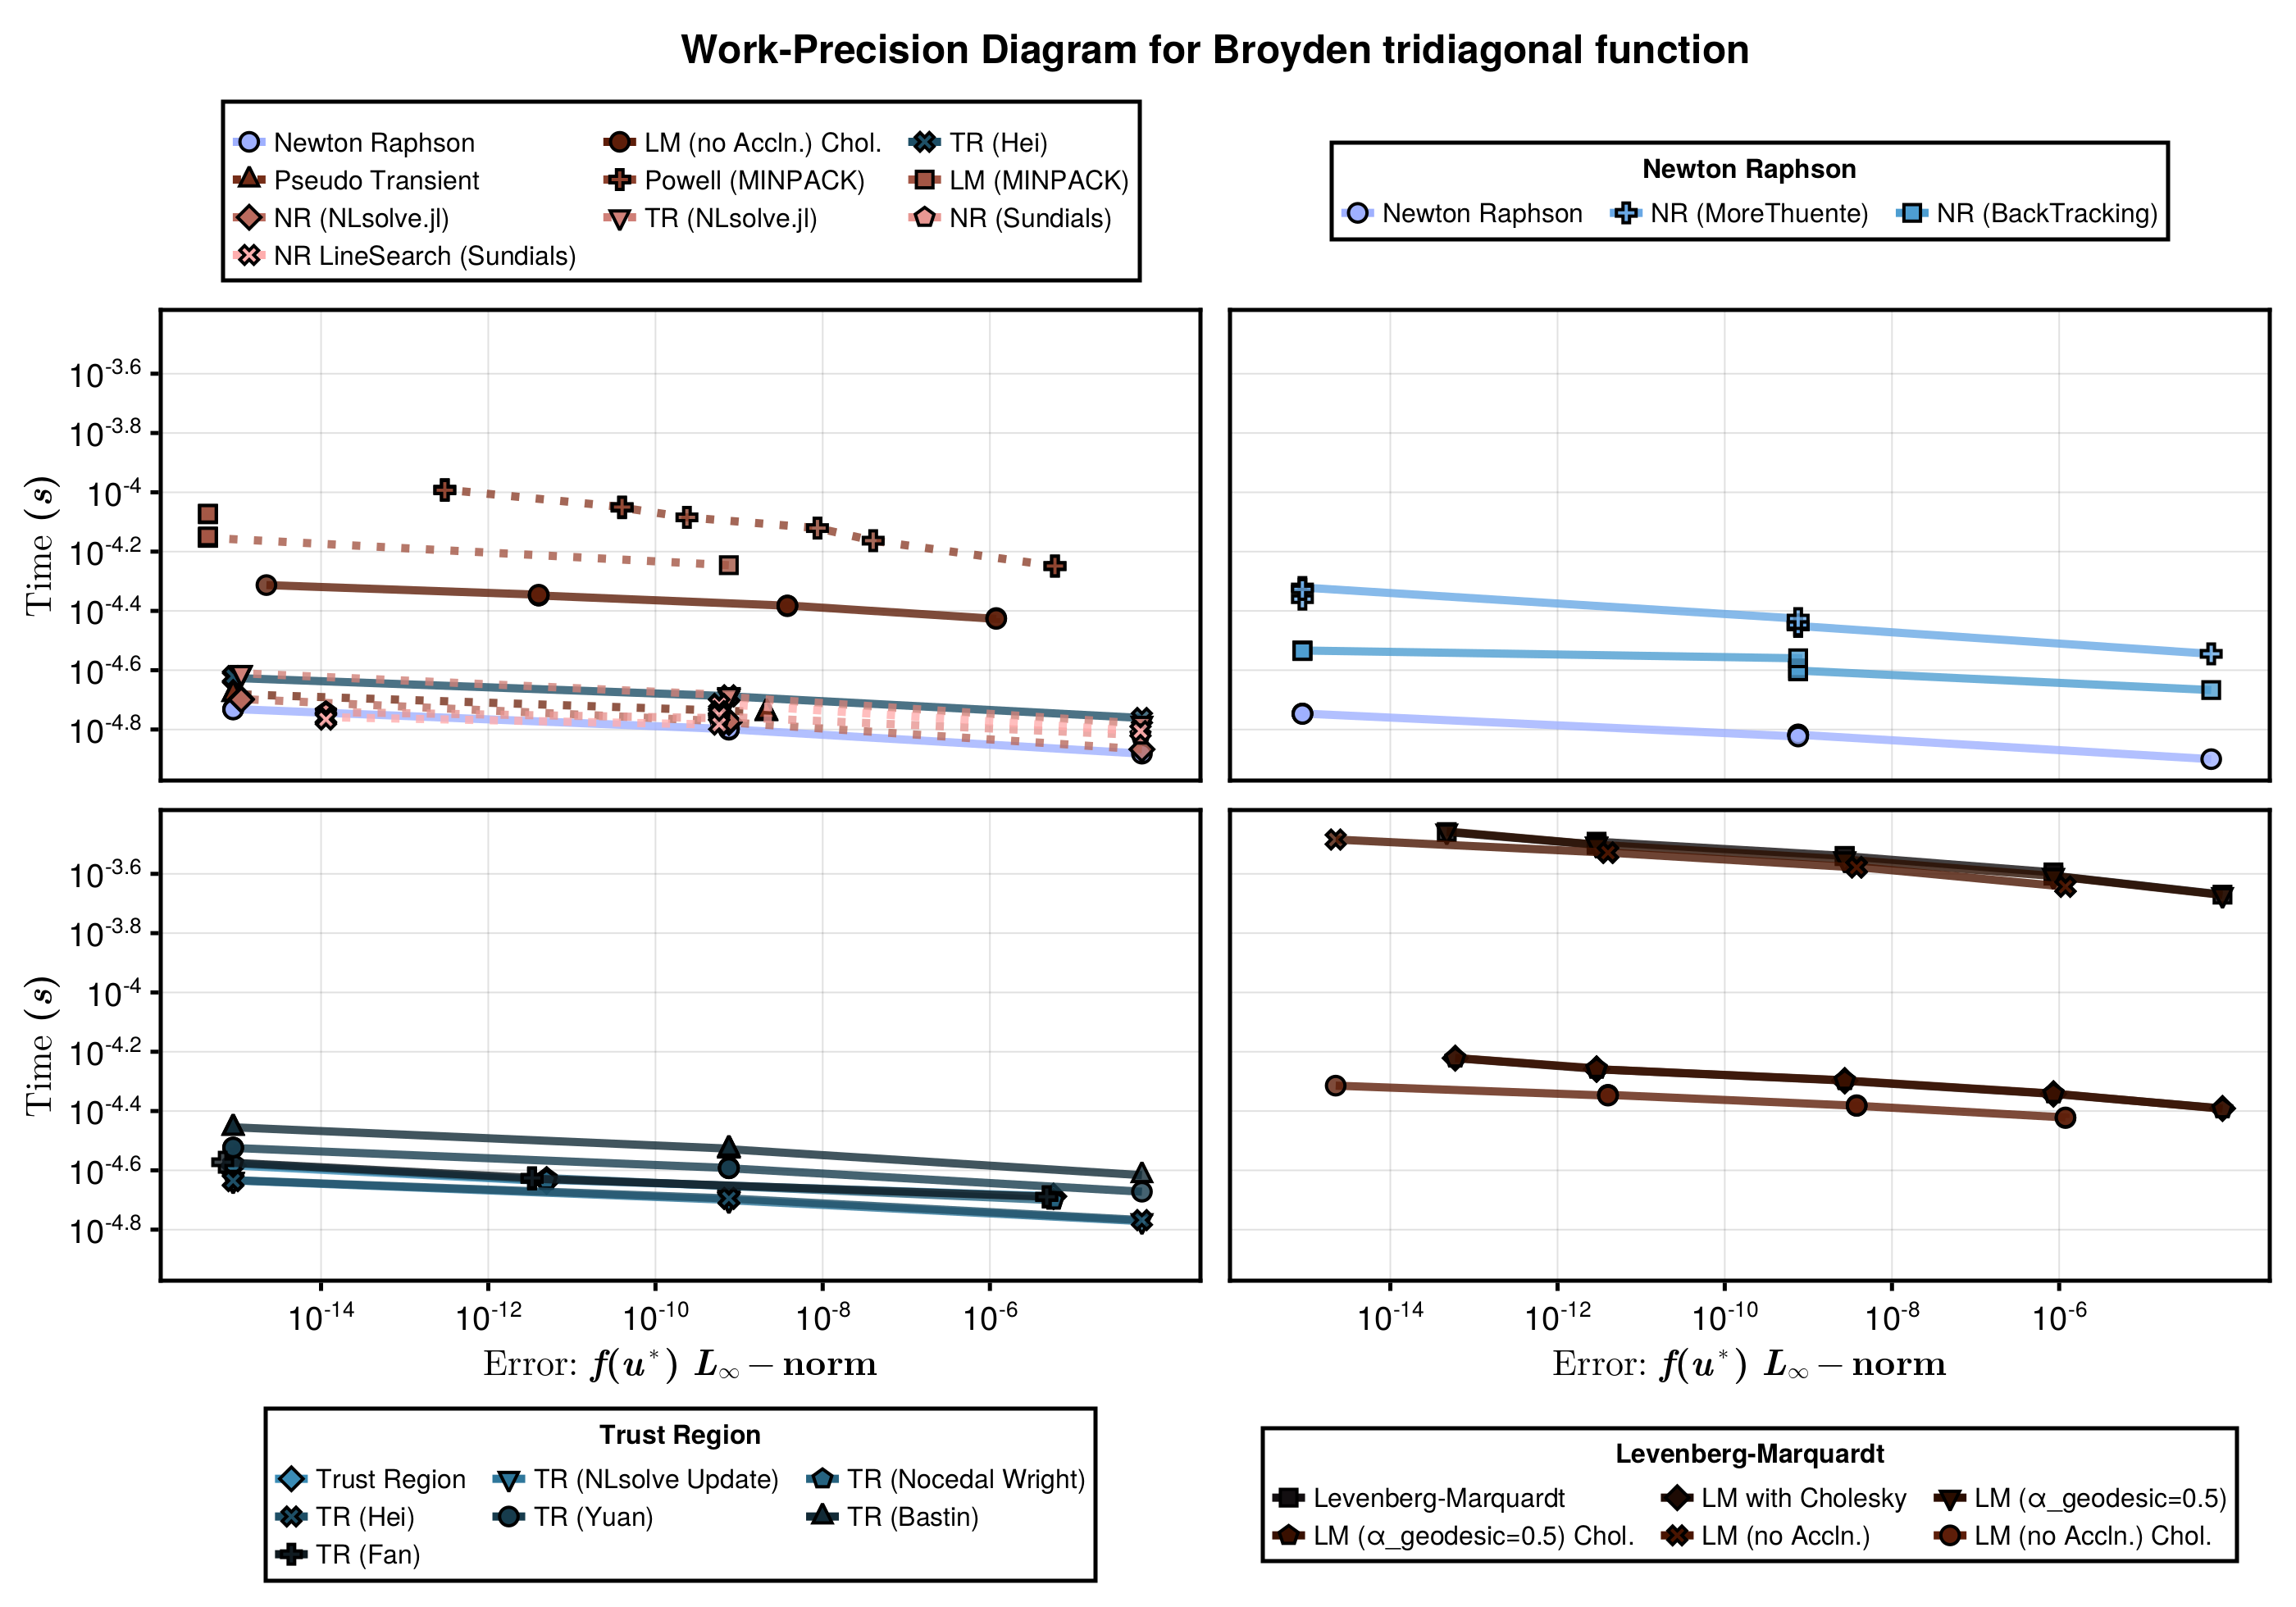 Work-Precision Diagram for Broyden tridiagonal function
Newton Raphson LM (no Accln.) Chol. TR (Hei)
Pseudo Transient Powell (MINPACK) LM (MINPACK)
NR (NLsolve.jl) TR (NLsolve.jl) NR (Sundials)
NR LineSearch (Sundials)
Newton Raphson
Newton Raphson NR (MoreThuente) NR (BackTracking)
10^-3.6
10^-3.8
10^-4
10^-4.2
10^-4.4
10^-4.6
10^-4.8
Time (s)
10^-3.6
10^-3.8
10^-4
10^-4.2
10^-4.4
10^-4.6
10^-4.8
Time (s)
10^-14 10^-12 10^-10 10^-8 10^-6
Error: f(u*) L∞ − norm
10^-14 10^-12 10^-10 10^-8 10^-6
Error: f(u*) L∞ − norm
Trust Region
Trust Region TR (NLsolve Update) TR (Nocedal Wright)
TR (Hei) TR (Yuan) TR (Bastin)
TR (Fan)
Levenberg-Marquardt
Levenberg-Marquardt LM with Cholesky LM (α_geodesic=0.5)
LM (α_geodesic=0.5) Chol. LM (no Accln.) LM (no Accln.) Chol.